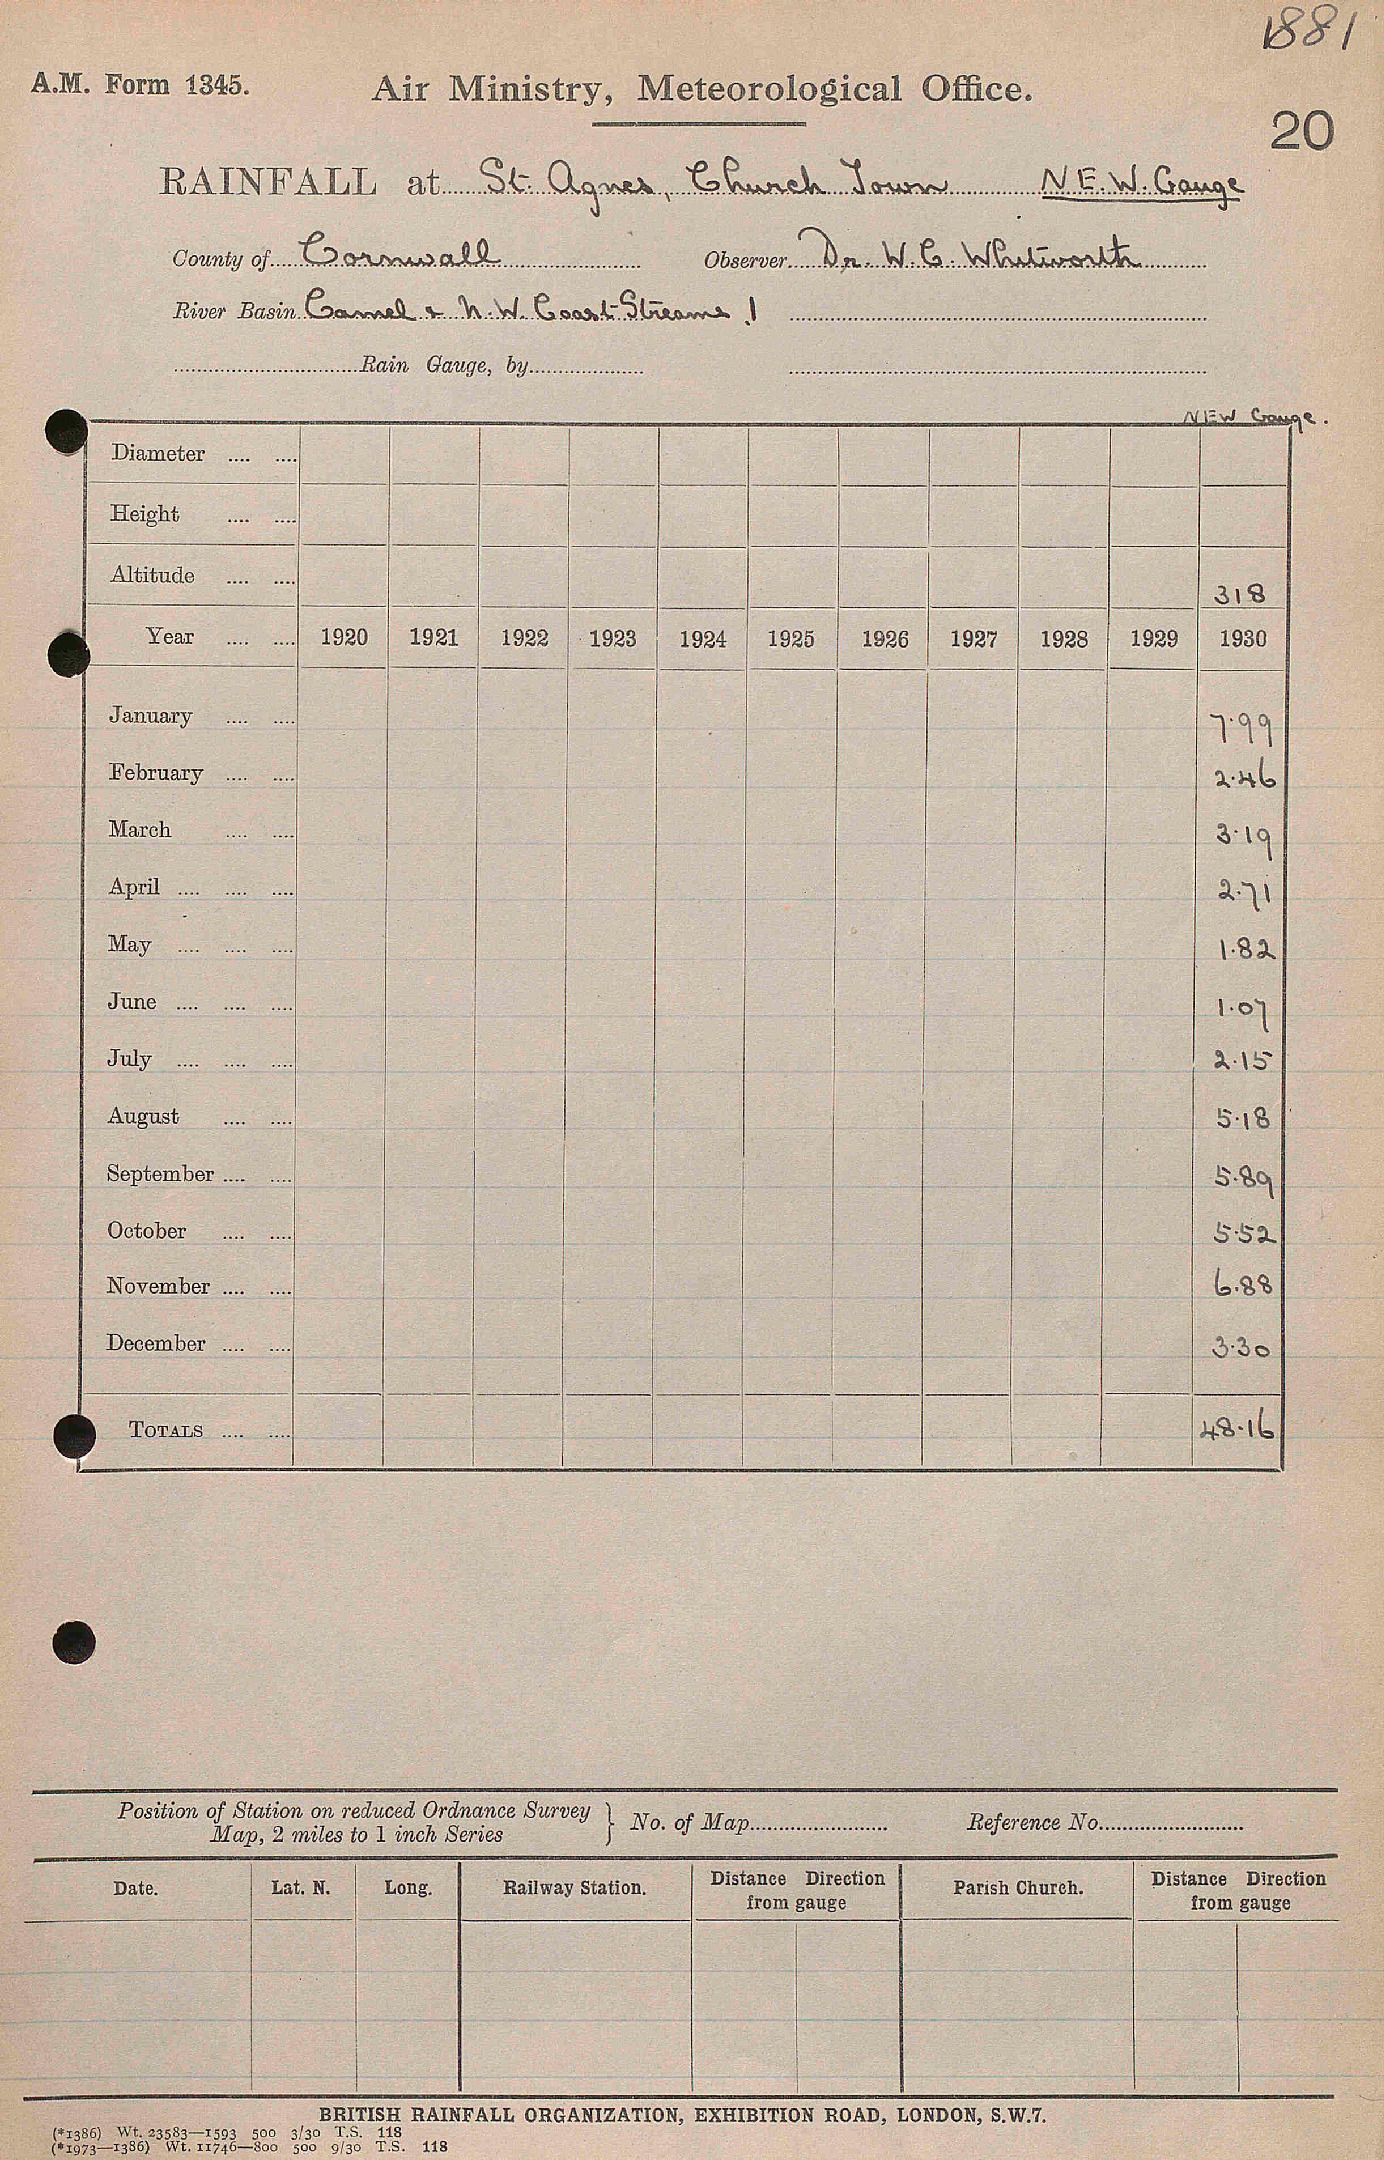 1881
A.M. Form 1345. Air Ministry, Meteorological Office.
20
RAINFALL at St. Agnes, Church Town NEW. Gauge
County of Cornwall Observer Dr. W. C. Whitworth
River Basin Camel & N.W. Coast Streams 1
Rain Gauge, by
NEW Gauge.
Diameter .... ....
Height .... ....
Altitude .... .... 318
Year .... .... 1920 1921 1922 1923 1924 1925 1926 1927 1928 1929 1930
January .... .... 7.99
February .... .... 2.46
March .... .... 3.19
April .... .... .... 2.71
May .... .... .... 1.82
June .... .... .... 1.07
July .... .... .... 2.15
August .... .... 5.18
September .... .... 5.89
October .... .... 5.52
November .... .... 6.88
December .... .... 3.30
TOTALS .... .... 48.16
Position of Station on reduced Ordnance Survey
Map, 2 miles to 1 inch Series } No. of Map Reference No.
Date. Lat. N. Long. Railway Station. Distance Direction from gauge Parish Church. Distance Direction from gauge
BRITISH RAINFALL ORGANIZATION, EXHIBITION ROAD, LONDON, S.W.7.
(*1386) Wt. 23583—1593 500 3/30 T.S. 118
(*1973—1386) Wt. 11746—800 500 9/30 T.S. 118